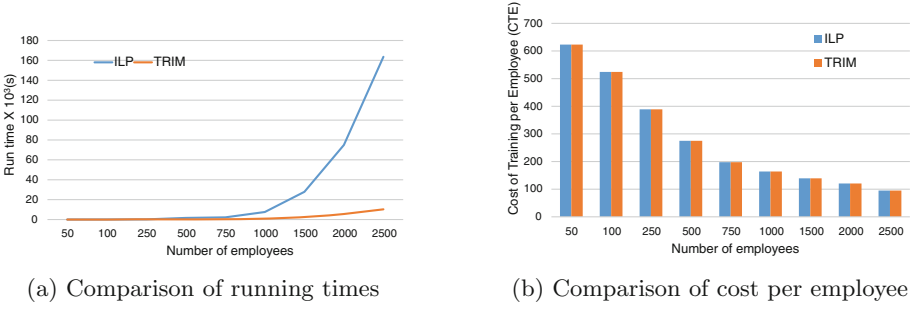 180
160
140
120
100
80
60
40
20
0
Run time X 10³(s)
ILP TRIM
50 100 250 500 750 1000 1500 2000 2500
Number of employees
(a) Comparison of running times
700
600
500
400
300
200
100
0
Cost of Training per Employee (CTE)
ILP
TRIM
50 100 250 500 750 1000 1500 2000 2500
Number of employees
(b) Comparison of cost per employee